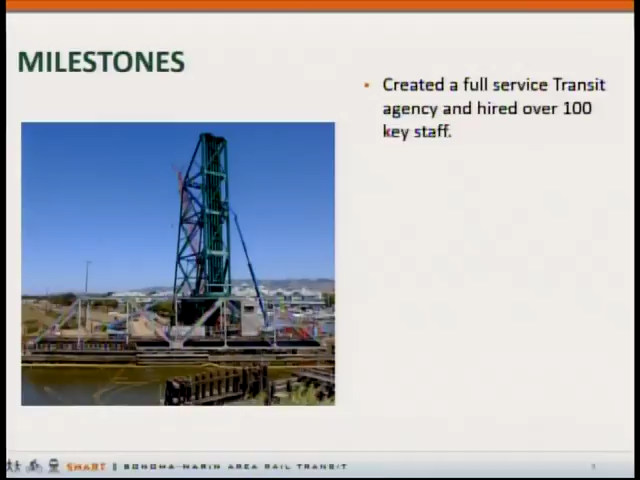 MILESTONES
• Created a full service Transit
agency and hired over 100
key staff.
SMART | SONOMA-MARIN AREA RAIL TRANSIT